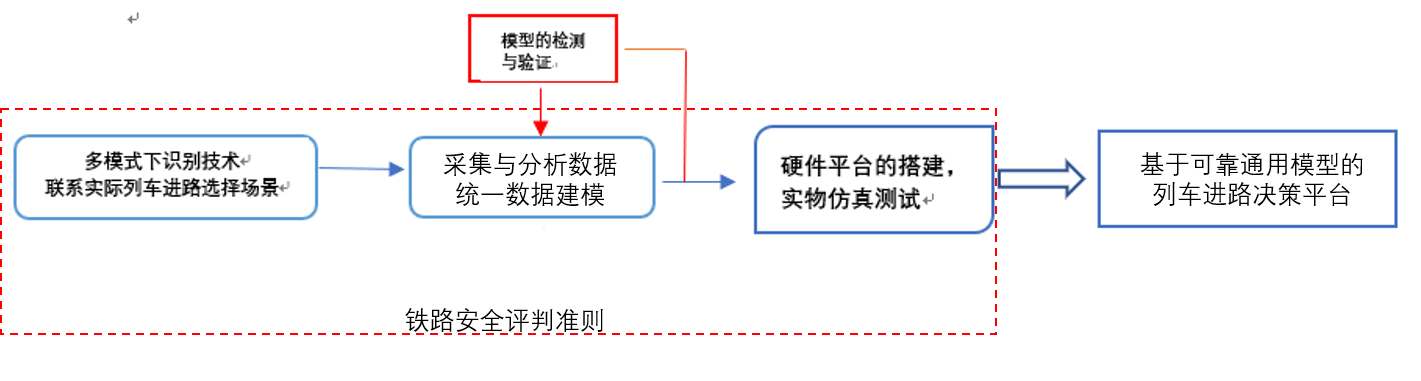 模型的检测
与验证
多模式下识别技术
联系实际列车进路选择场景
采集与分析数据
统一数据建模
硬件平台的搭建，
实物仿真测试
基于可靠通用模型的
列车进路决策平台
铁路安全评判准则